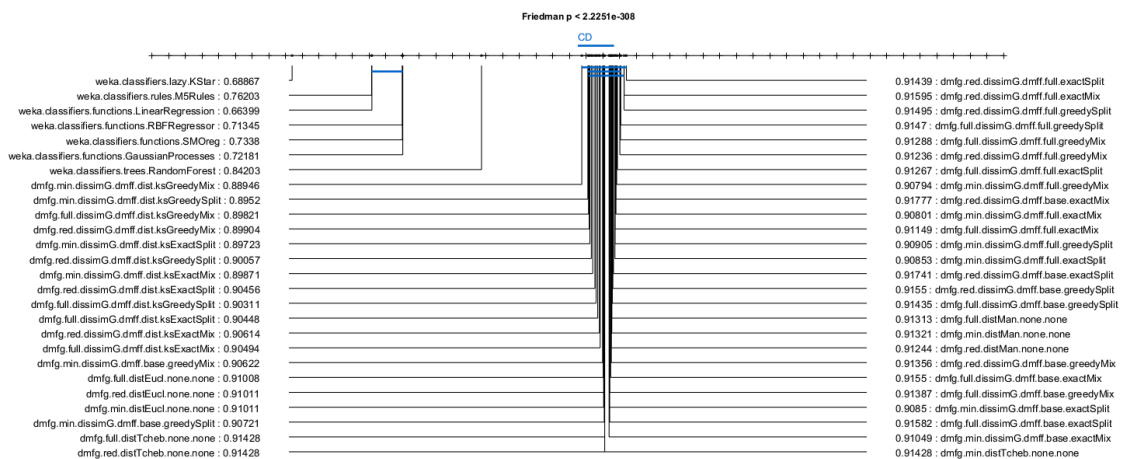 Friedman p < 2.2251e-308
CD
weka.classifiers.lazy.KStar : 0.68867
weka.classifiers.rules.M5Rules : 0.76203
weka.classifiers.functions.LinearRegression : 0.66399
weka.classifiers.functions.RBFRegressor : 0.71345
weka.classifiers.functions.SMOreg : 0.7338
weka.classifiers.functions.GaussianProcesses : 0.72181
weka.classifiers.trees.RandomForest : 0.84203
dmfg.min.dissimG.dmff.dist.ksGreedyMix : 0.88946
dmfg.min.dissimG.dmff.dist.ksGreedySplit : 0.8952
dmfg.full.dissimG.dmff.dist.ksGreedyMix : 0.89821
dmfg.red.dissimG.dmff.dist.ksGreedyMix : 0.89904
dmfg.min.dissimG.dmff.dist.ksExactSplit : 0.89723
dmfg.red.dissimG.dmff.dist.ksGreedySplit : 0.90057
dmfg.min.dissimG.dmff.dist.ksExactMix : 0.89871
dmfg.red.dissimG.dmff.dist.ksExactSplit : 0.90456
dmfg.full.dissimG.dmff.dist.ksGreedySplit : 0.90311
dmfg.full.dissimG.dmff.dist.ksExactSplit : 0.90448
dmfg.red.dissimG.dmff.dist.ksExactMix : 0.90614
dmfg.full.dissimG.dmff.dist.ksExactMix : 0.90494
dmfg.min.dissimG.dmff.base.greedyMix : 0.90622
dmfg.full.distEucl.none.none : 0.91008
dmfg.red.distEucl.none.none : 0.91011
dmfg.min.distEucl.none.none : 0.91011
dmfg.min.dissimG.dmff.base.greedySplit : 0.90721
dmfg.full.distTcheb.none.none : 0.91428
dmfg.red.distTcheb.none.none : 0.91428
0.91439 : dmfg.red.dissimG.dmff.full.exactSplit
0.91595 : dmfg.red.dissimG.dmff.full.exactMix
0.91495 : dmfg.red.dissimG.dmff.full.greedySplit
0.9147 : dmfg.full.dissimG.dmff.full.greedySplit
0.91288 : dmfg.full.dissimG.dmff.full.greedyMix
0.91236 : dmfg.red.dissimG.dmff.full.greedyMix
0.91267 : dmfg.full.dissimG.dmff.full.exactSplit
0.90794 : dmfg.min.dissimG.dmff.full.greedyMix
0.91777 : dmfg.red.dissimG.dmff.base.exactMix
0.90801 : dmfg.min.dissimG.dmff.full.exactMix
0.91149 : dmfg.full.dissimG.dmff.full.exactMix
0.90905 : dmfg.min.dissimG.dmff.full.greedySplit
0.90853 : dmfg.min.dissimG.dmff.full.exactSplit
0.91741 : dmfg.red.dissimG.dmff.base.exactSplit
0.9155 : dmfg.red.dissimG.dmff.base.greedySplit
0.91435 : dmfg.full.dissimG.dmff.base.greedySplit
0.91313 : dmfg.full.distMan.none.none
0.91321 : dmfg.min.distMan.none.none
0.91244 : dmfg.red.distMan.none.none
0.91356 : dmfg.red.dissimG.dmff.base.greedyMix
0.9155 : dmfg.full.dissimG.dmff.base.exactMix
0.91387 : dmfg.full.dissimG.dmff.base.greedyMix
0.9085 : dmfg.min.dissimG.dmff.base.exactSplit
0.91582 : dmfg.full.dissimG.dmff.base.exactSplit
0.91049 : dmfg.min.dissimG.dmff.base.exactMix
0.91428 : dmfg.min.distTcheb.none.none